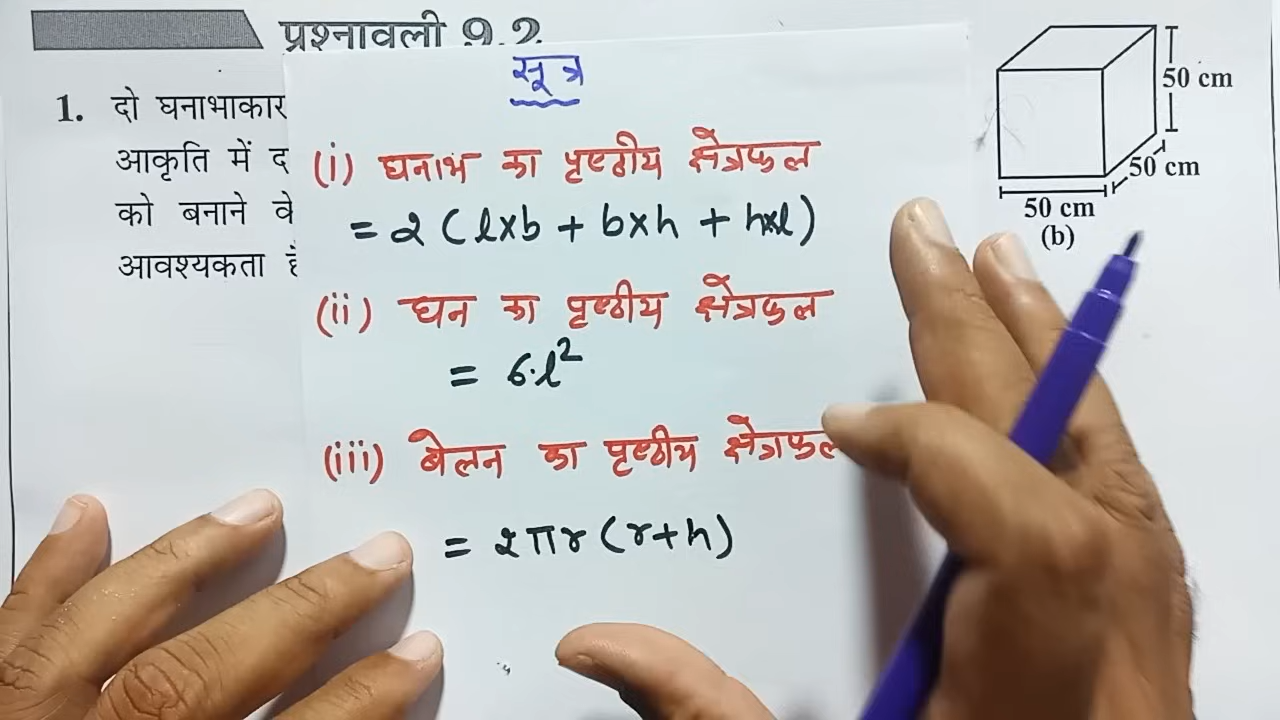 प्रश्नावली 9.2
सूत्र
1. दो घनाभाकार
आकृति में द
को बनाने के
आवश्यकता है
(i) घनाभ का पृष्ठीय क्षेत्रफल
= 2 (l×b + b×h + h×l)
(ii) घन का पृष्ठीय क्षेत्रफल
= 6·l²
(iii) बेलन का पृष्ठीय क्षेत्रफल
= 2πr (r+h)
50 cm
50 cm
50 cm
(b)